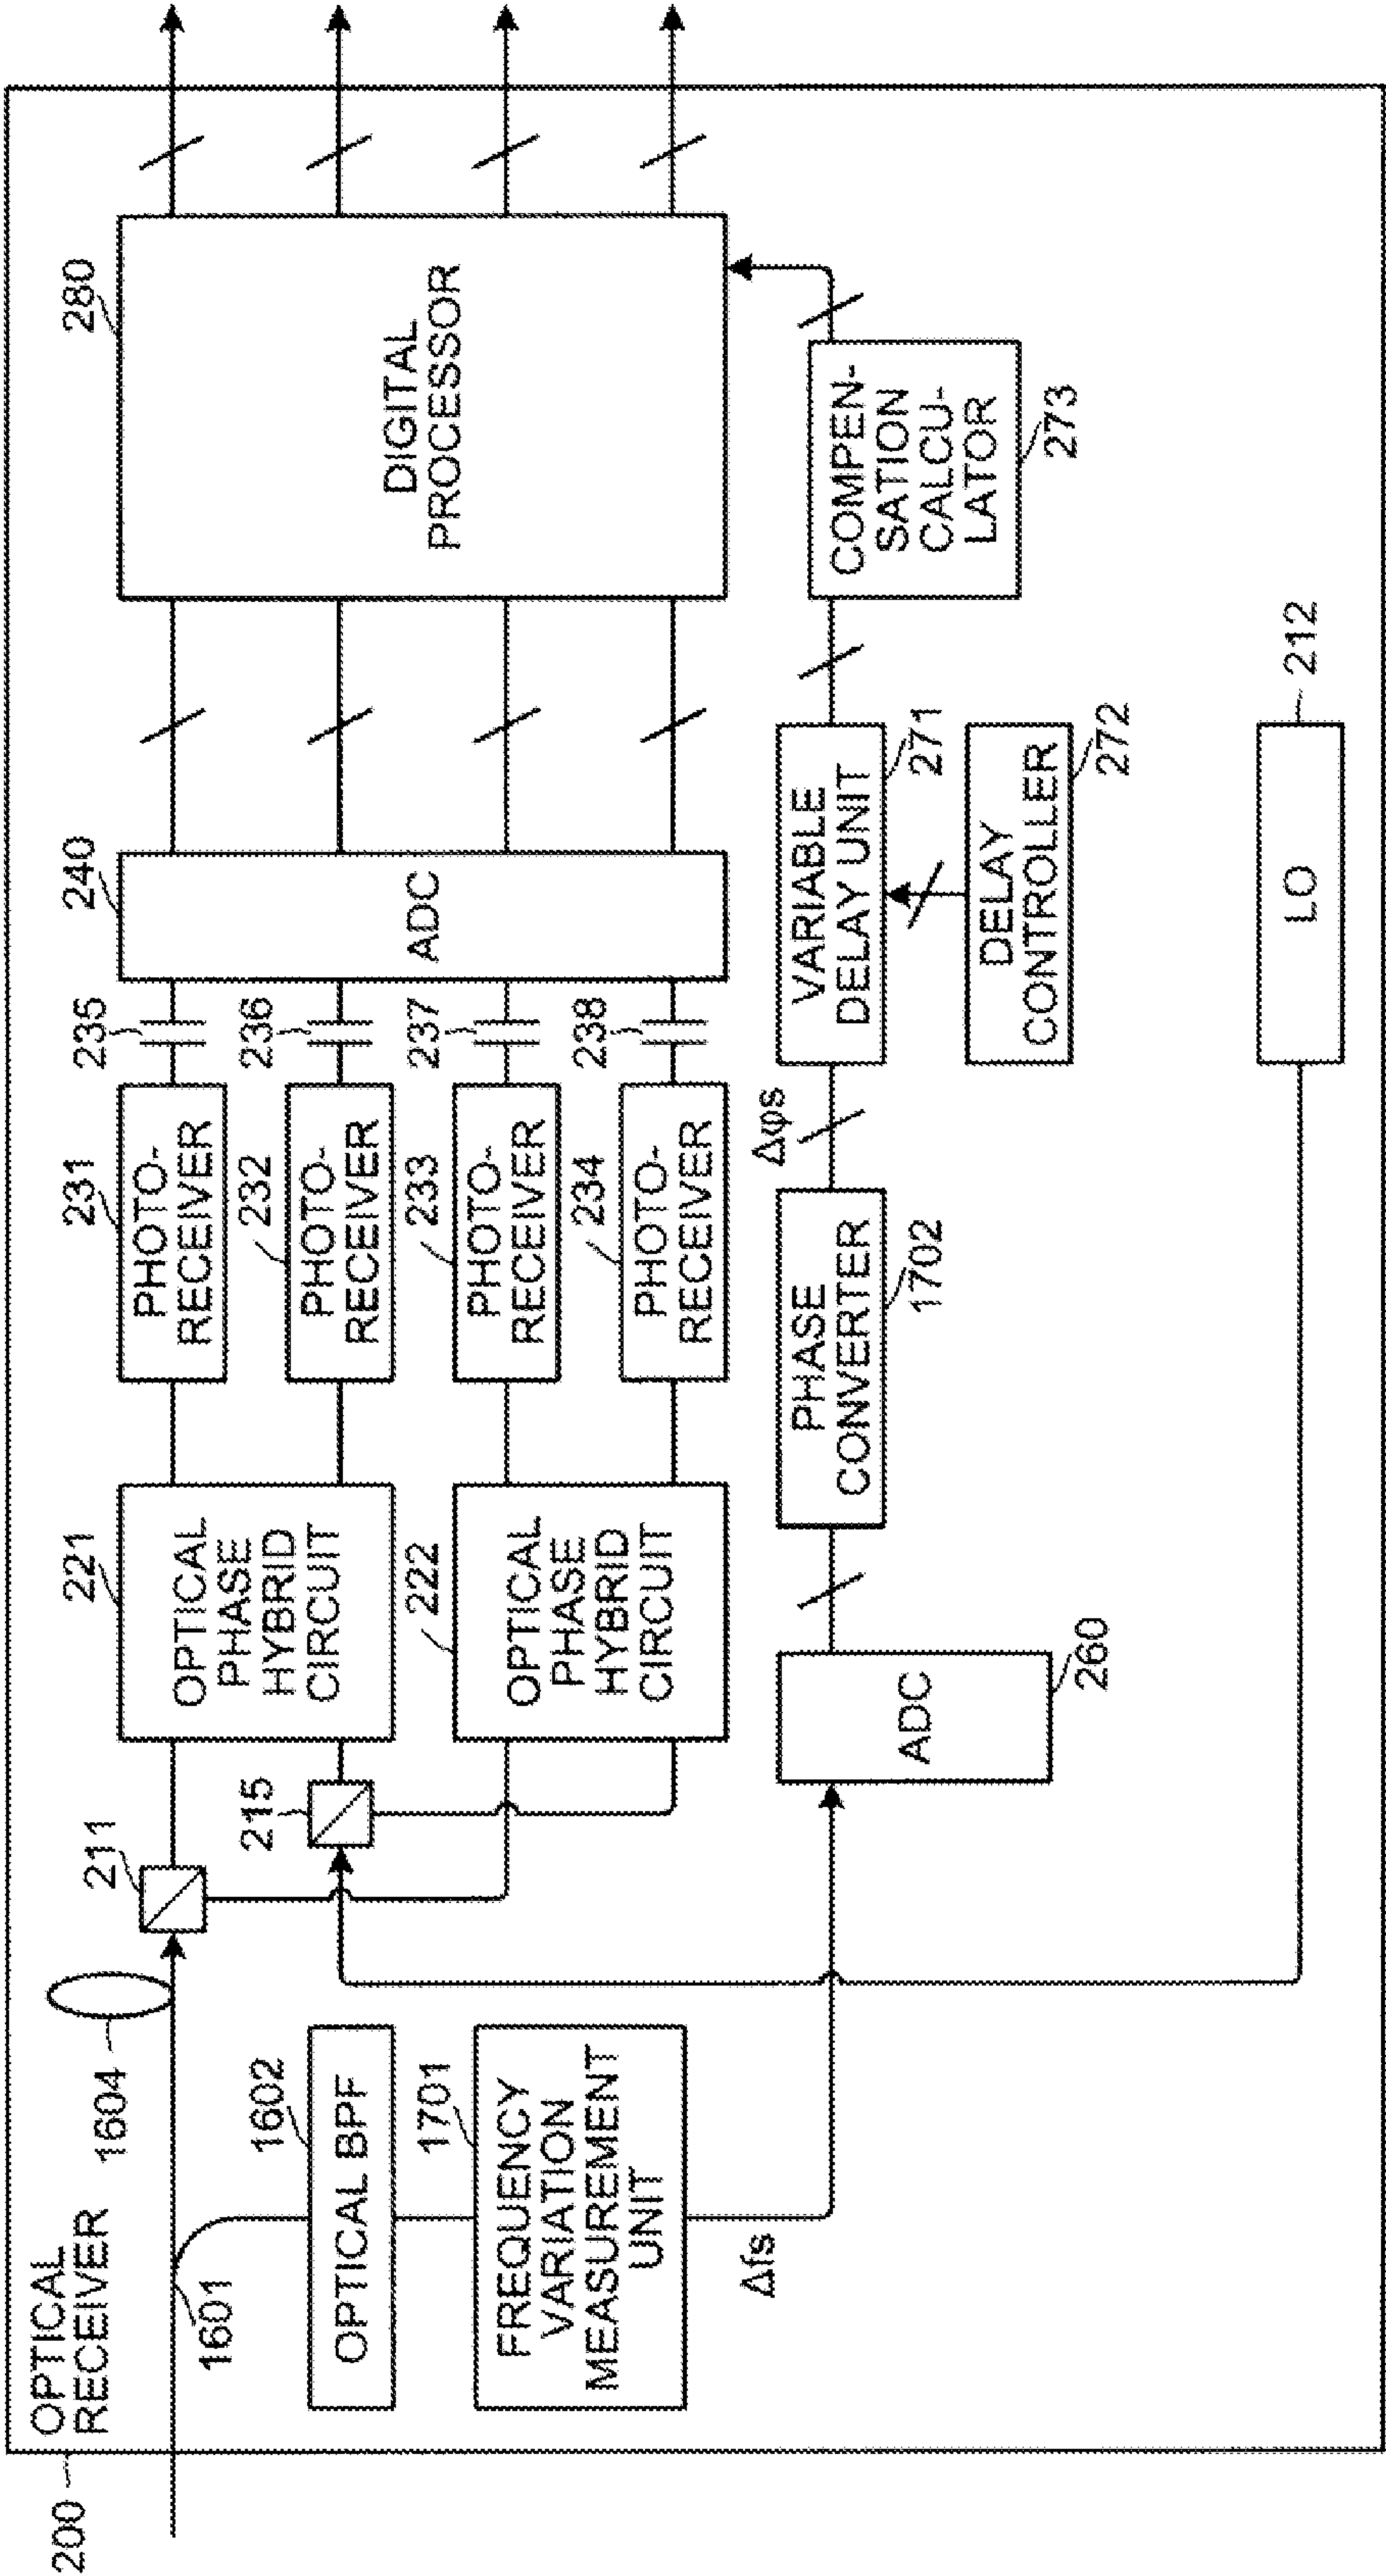 OPTICAL
RECEIVER
200
1601
1604
1602
OPTICAL BPF
1701
FREQUENCY
VARIATION
MEASUREMENT
UNIT
Δfs
211
215
221
OPTICAL
PHASE
HYBRID
CIRCUIT
222
OPTICAL
PHASE
HYBRID
CIRCUIT
231
PHOTO-
RECEIVER
232
PHOTO-
RECEIVER
233
PHOTO-
RECEIVER
234
PHOTO-
RECEIVER
235
236
237
238
240
ADC
280
DIGITAL
PROCESSOR
ADC
260
PHASE
CONVERTER
1702
Δφs
VARIABLE
DELAY UNIT
271
DELAY
CONTROLLER
272
COMPEN-
SATION
CALCU-
LATOR
273
LO
212